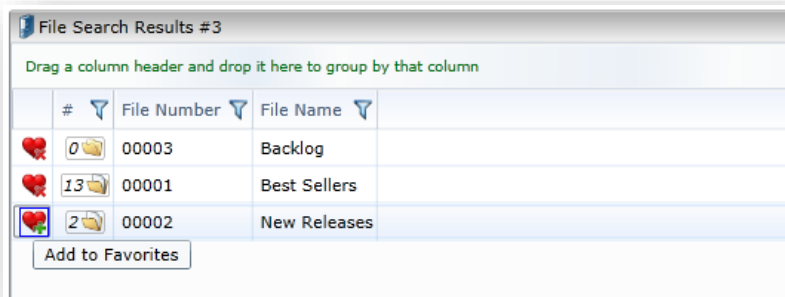 File Search Results #3
Drag a column header and drop it here to group by that column
# File Number File Name
0 00003 Backlog
13 00001 Best Sellers
2 00002 New Releases
Add to Favorites